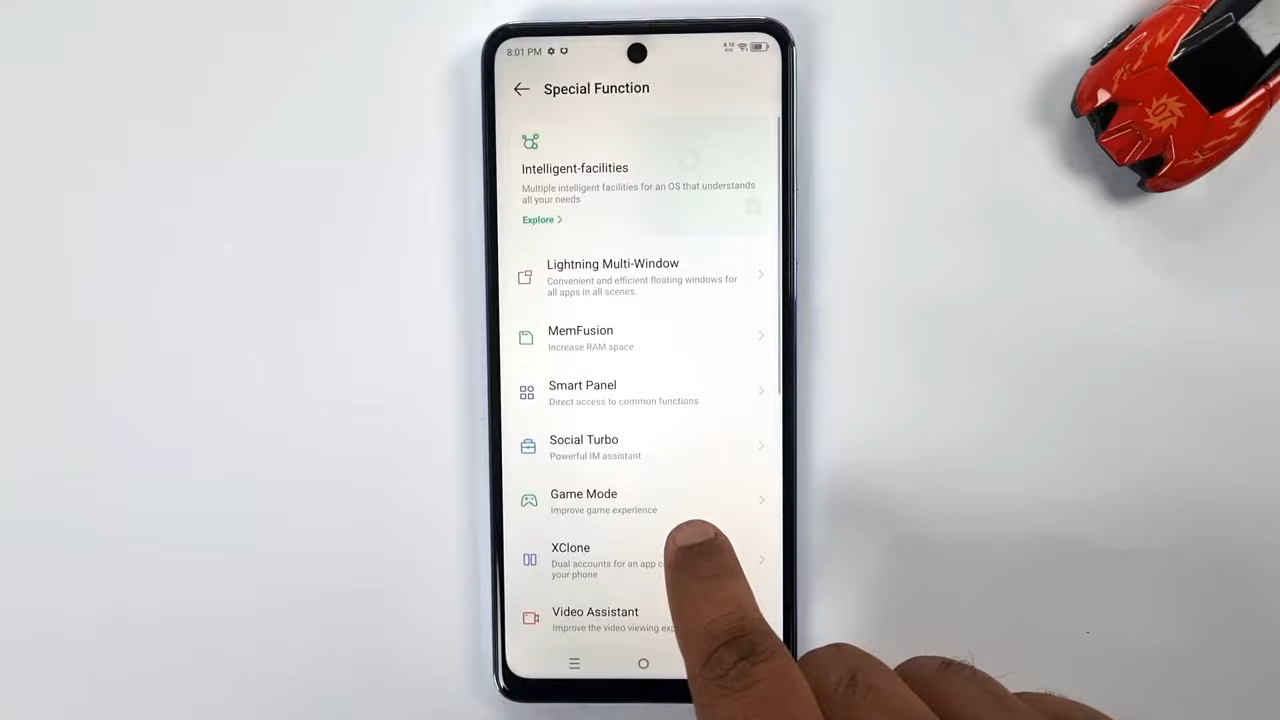 8:01 PM
8.10
K/S
Special Function
Intelligent-facilities
Multiple intelligent facilities for an OS that understands
all your needs
Explore >
Lightning Multi-Window
Convenient and efficient floating windows for
all apps in all scenes.
MemFusion
Increase RAM space
Smart Panel
Direct access to common functions
Social Turbo
Powerful IM assistant
Game Mode
Improve game experience
XClone
Dual accounts for an app
your phone
Video Assistant
Improve the video viewing